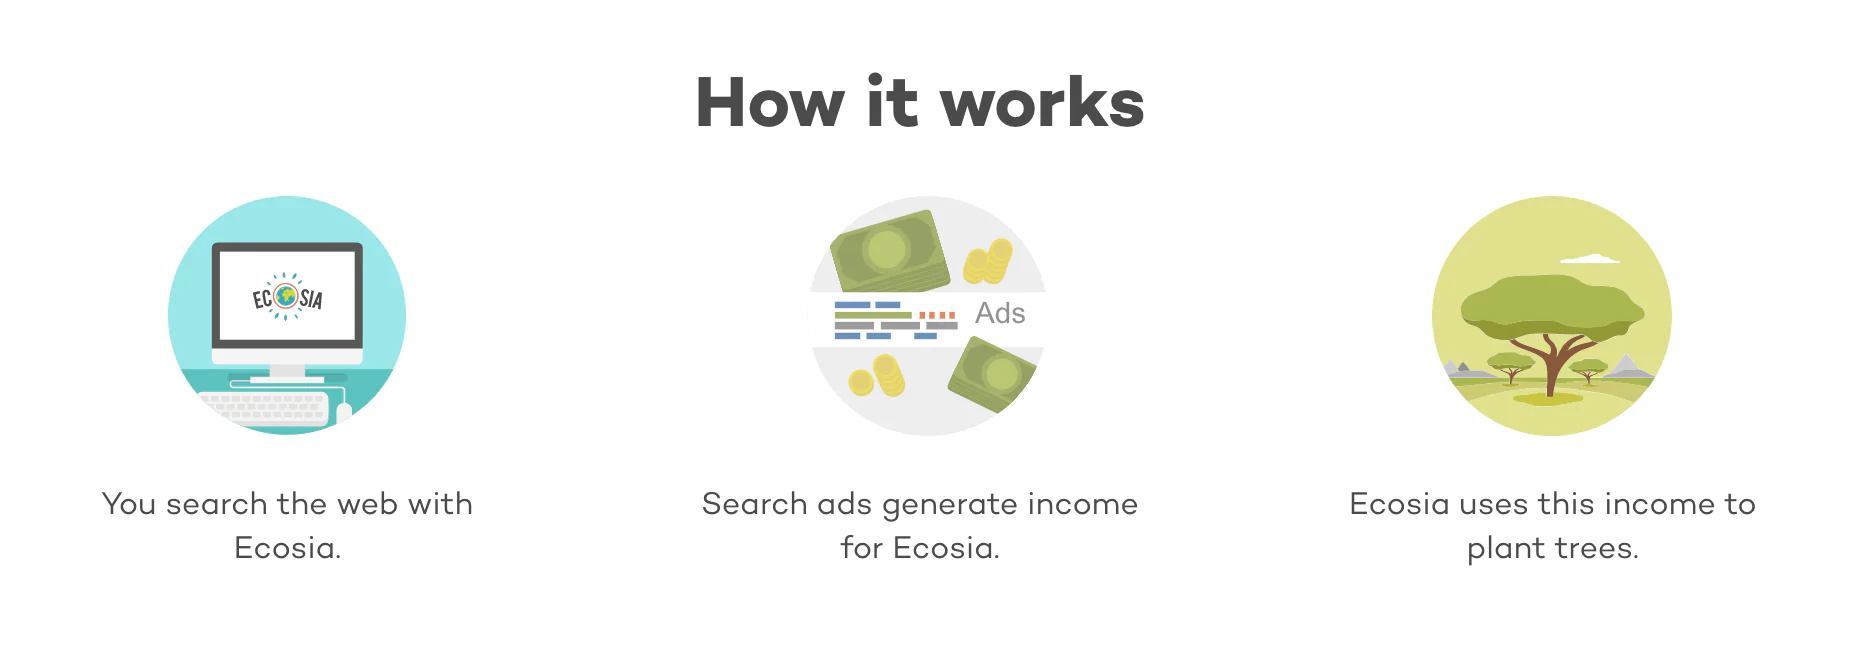 How it works
ECOSIA
Ads
You search the web with
Ecosia.
Search ads generate income
for Ecosia.
Ecosia uses this income to
plant trees.